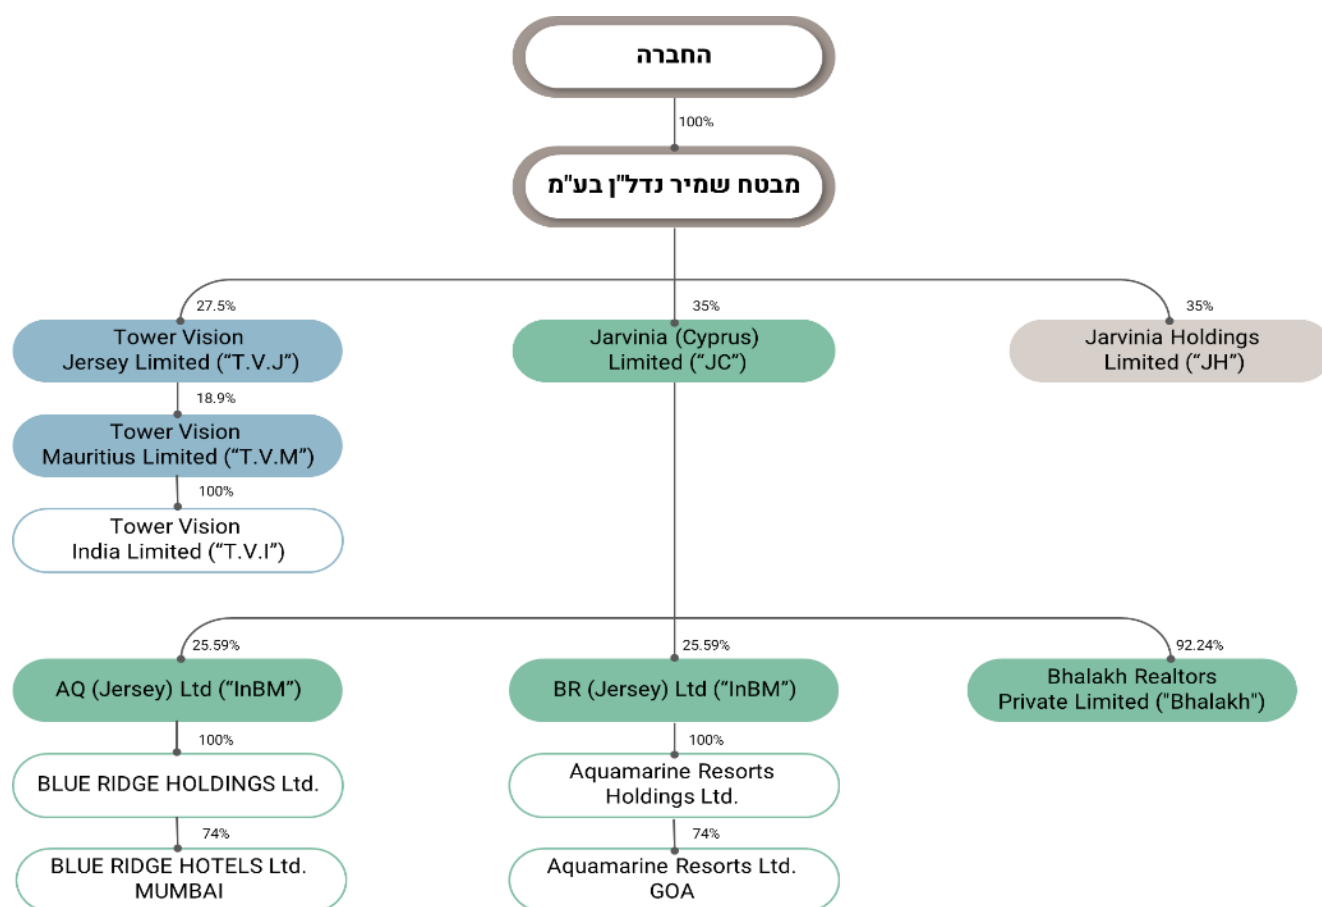 החברה
100%
מבטח שמיר נדל"ן בע"מ
27.5%
35%
35%
Tower Vision
Jersey Limited (“T.V.J”)
Jarvinia (Cyprus)
Limited (“JC”)
Jarvinia Holdings
Limited (“JH”)
18.9%
Tower Vision
Mauritius Limited (“T.V.M”)
100%
Tower Vision
India Limited (“T.V.I”)
25.59%
25.59%
92.24%
AQ (Jersey) Ltd (“InBM”)
BR (Jersey) Ltd (“InBM”)
Bhalakh Realtors
Private Limited ("Bhalakh")
100%
100%
BLUE RIDGE HOLDINGS Ltd.
Aquamarine Resorts
Holdings Ltd.
74%
74%
BLUE RIDGE HOTELS Ltd.
MUMBAI
Aquamarine Resorts Ltd.
GOA